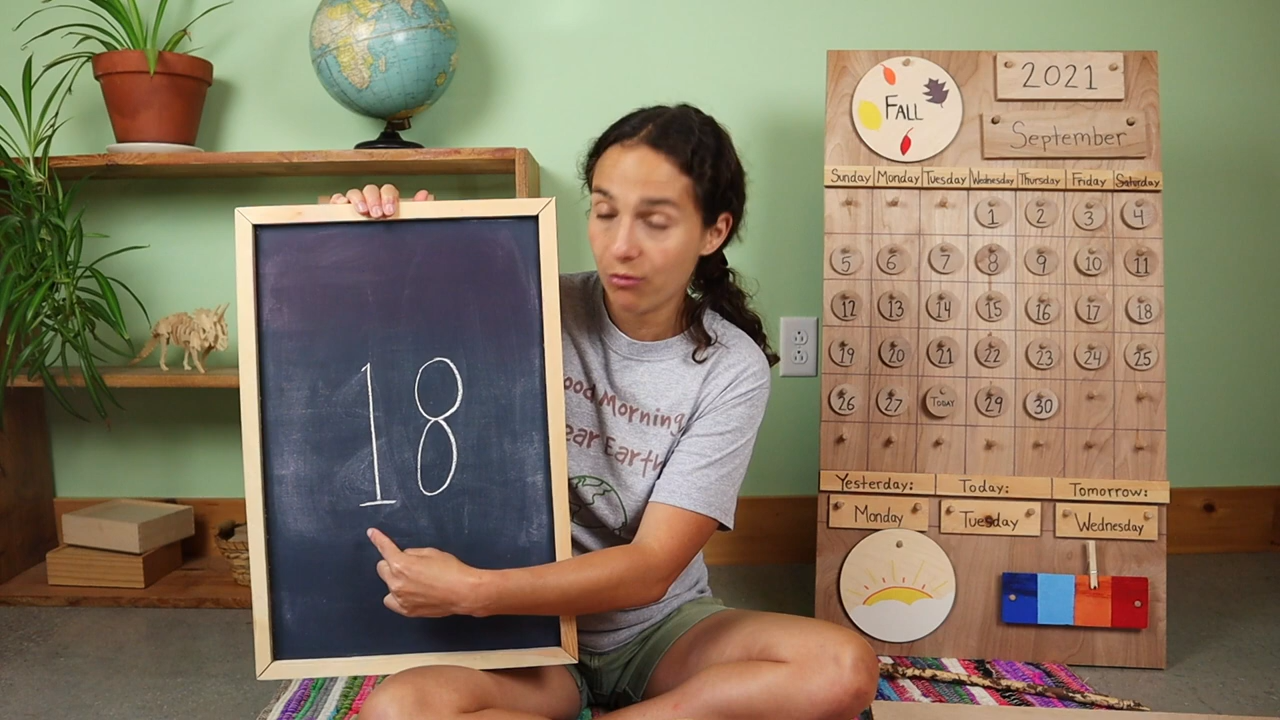 18
Good Morning,
ear Earth
FALL
2021
September
Sunday Monday Tuesday Wednesday Thursday Friday Saturday
1 2 3 4
5 6 7 8 9 10 11
12 13 14 15 16 17 18
19 20 21 22 23 24 25
26 27 TODAY 29 30
Yesterday: Today: Tomorrow:
Monday Tuesday Wednesday